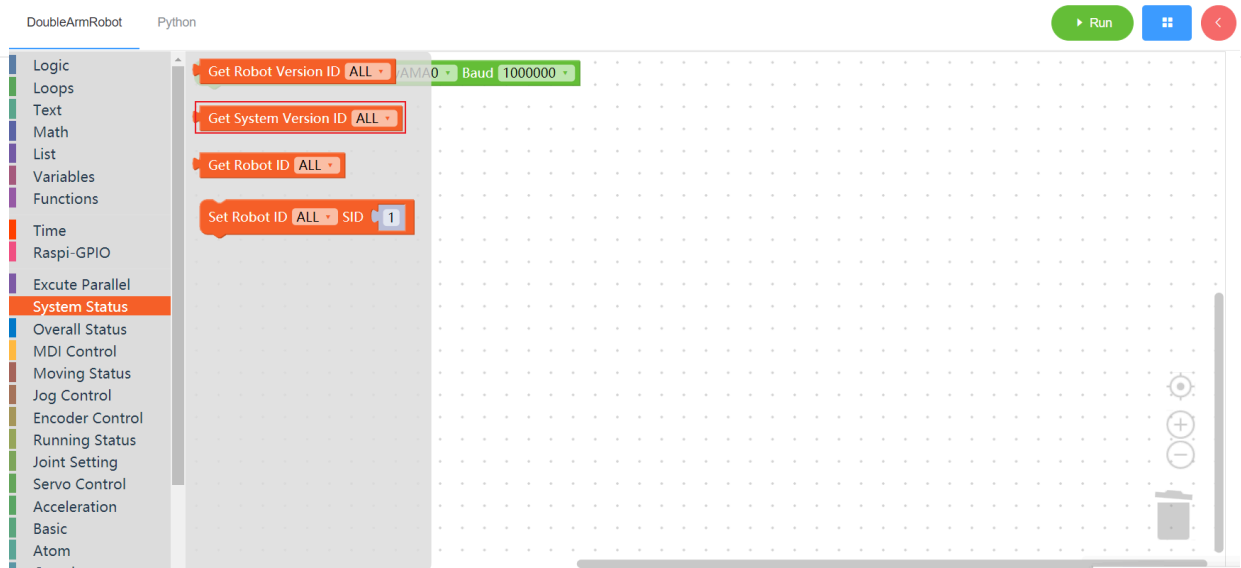 DoubleArmRobot Python
Run
Logic
Loops
Text
Math
List
Variables
Functions
Time
Raspi-GPIO
Excute Parallel
System Status
Overall Status
MDI Control
Moving Status
Jog Control
Encoder Control
Running Status
Joint Setting
Servo Control
Acceleration
Basic
Atom
Get Robot Version ID ALL
AMA0 Baud 1000000
Get System Version ID ALL
Get Robot ID ALL
Set Robot ID ALL SID 1